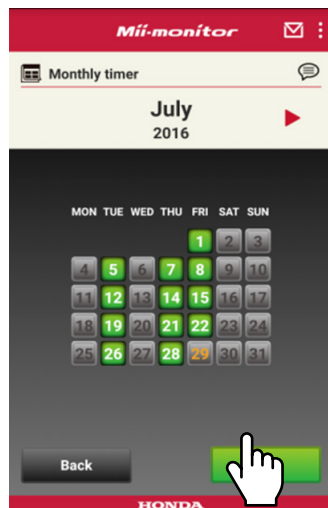 Mii-monitor
Monthly timer
July
2016
MON TUE WED THU FRI SAT SUN
1 2 3
4 5 6 7 8 9 10
11 12 13 14 15 16 17
18 19 20 21 22 23 24
25 26 27 28 29 30 31
Back
HONDA